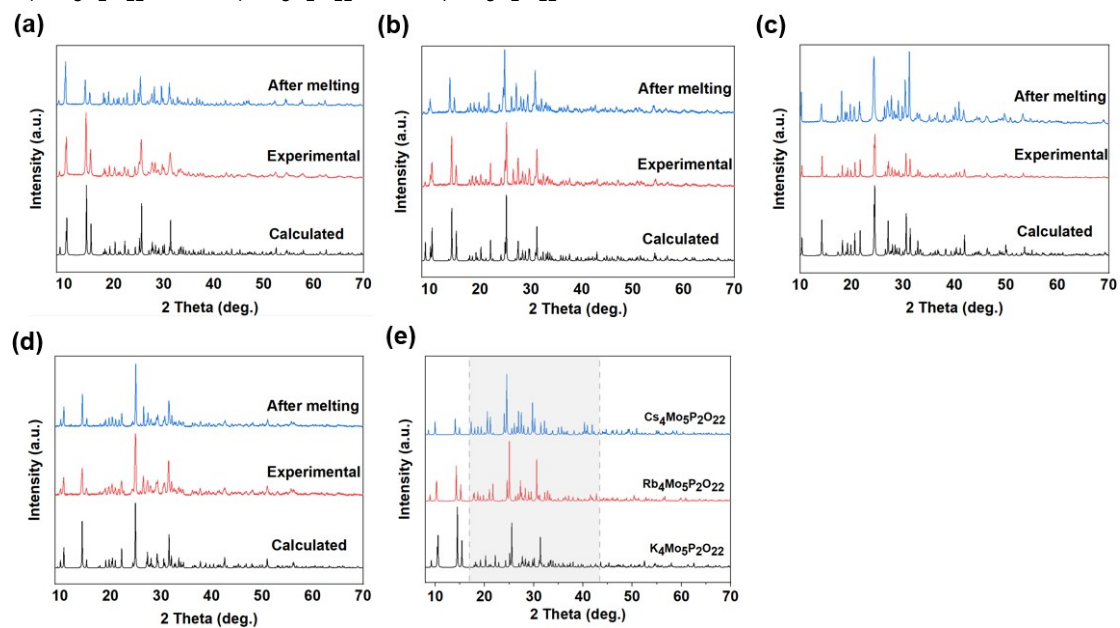 (a)
After melting
Experimental
Calculated
Intensity (a.u.)
10 20 30 40 50 60 70
2 Theta (deg.)
(b)
After melting
Experimental
Calculated
Intensity (a.u.)
10 20 30 40 50 60 70
2 Theta (deg.)
(c)
After melting
Experimental
Calculated
Intensity (a.u.)
10 20 30 40 50 60 70
2 Theta (deg.)
(d)
After melting
Experimental
Calculated
Intensity (a.u.)
10 20 30 40 50 60 70
2 Theta (deg.)
(e)
Cs4Mo5P2O22
Rb4Mo5P2O22
K4Mo5P2O22
Intensity (a.u.)
10 20 30 40 50 60 70
2 Theta (deg.)